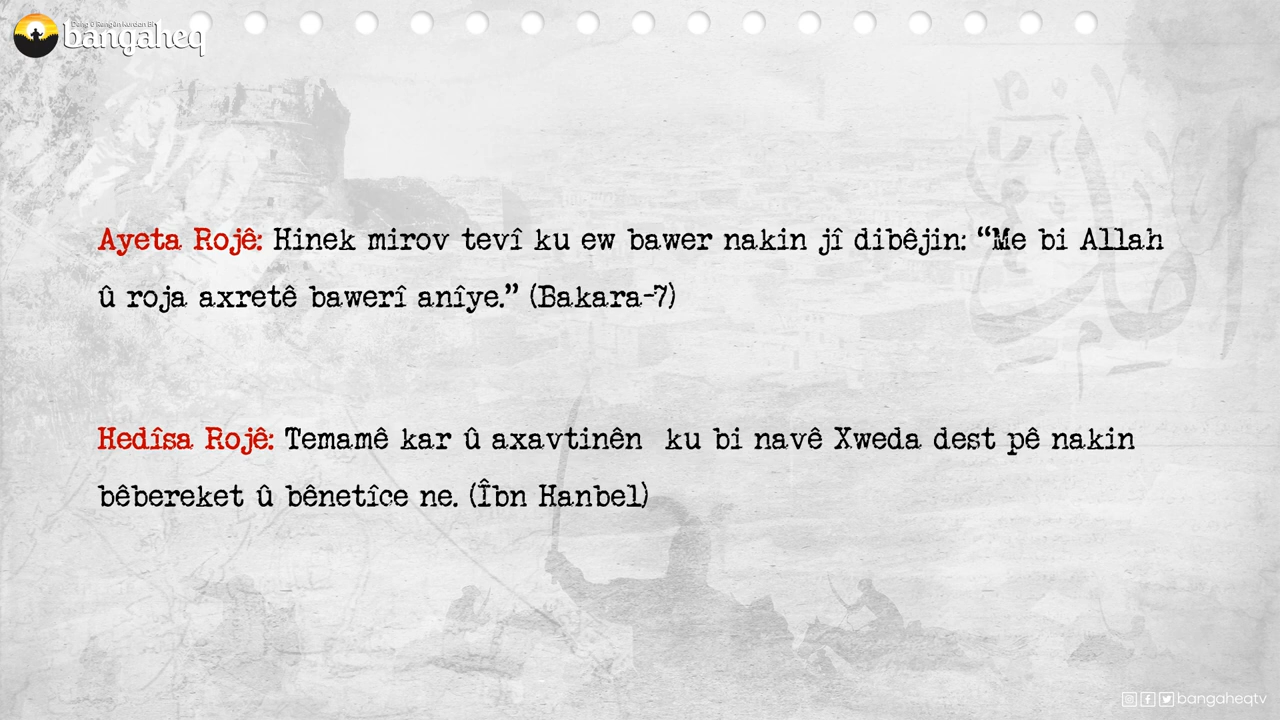 bangaheq
Ayeta Rojê: Hinek mirov tevî ku ew bawer nakin jî dibêjin: “Me bi Allah
û roja axretê bawerî anîye.” (Bakara-7)
Hedîsa Rojê: Temamê kar û axavtinên ku bi navê Xweda dest pê nakin
bêbereket û bênetîce ne. (Îbn Hanbel)
bangaheqtv